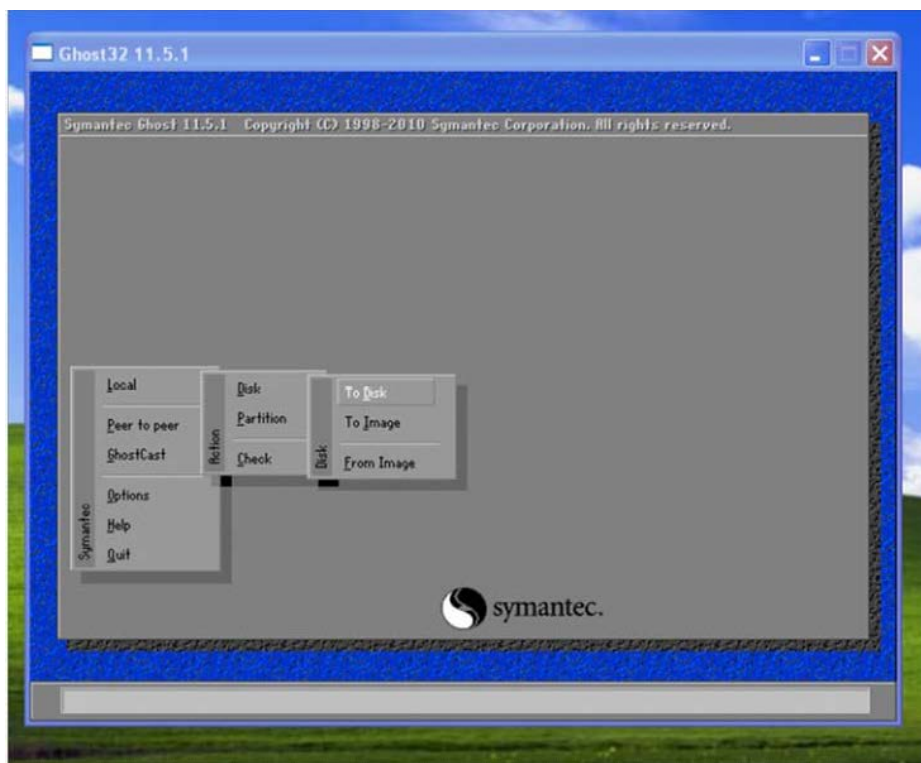 Ghost32 11.5.1
Symantec Ghost 11.5.1 Copyright (C) 1998-2010 Symantec Corporation. All rights reserved.
Local
Peer to peer
GhostCast
Options
Help
Quit
Symantec
Disk
Partition
Check
Action
To Disk
To Image
From Image
Disk
symantec.